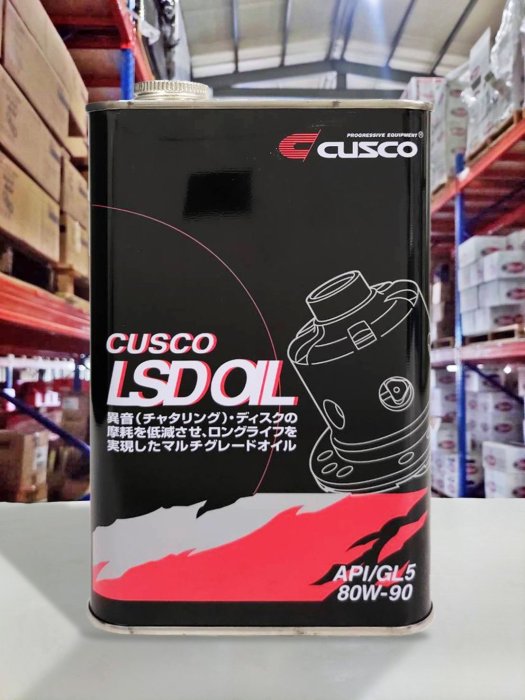 PROGRESSIVE EQUIPMENT®
CUSCO
CUSCO
LSD OIL
異音(チャタリング)・ディスクの
摩耗を低減させ、ロングライフを
実現したマルチグレードオイル
API/GL5
80W-90